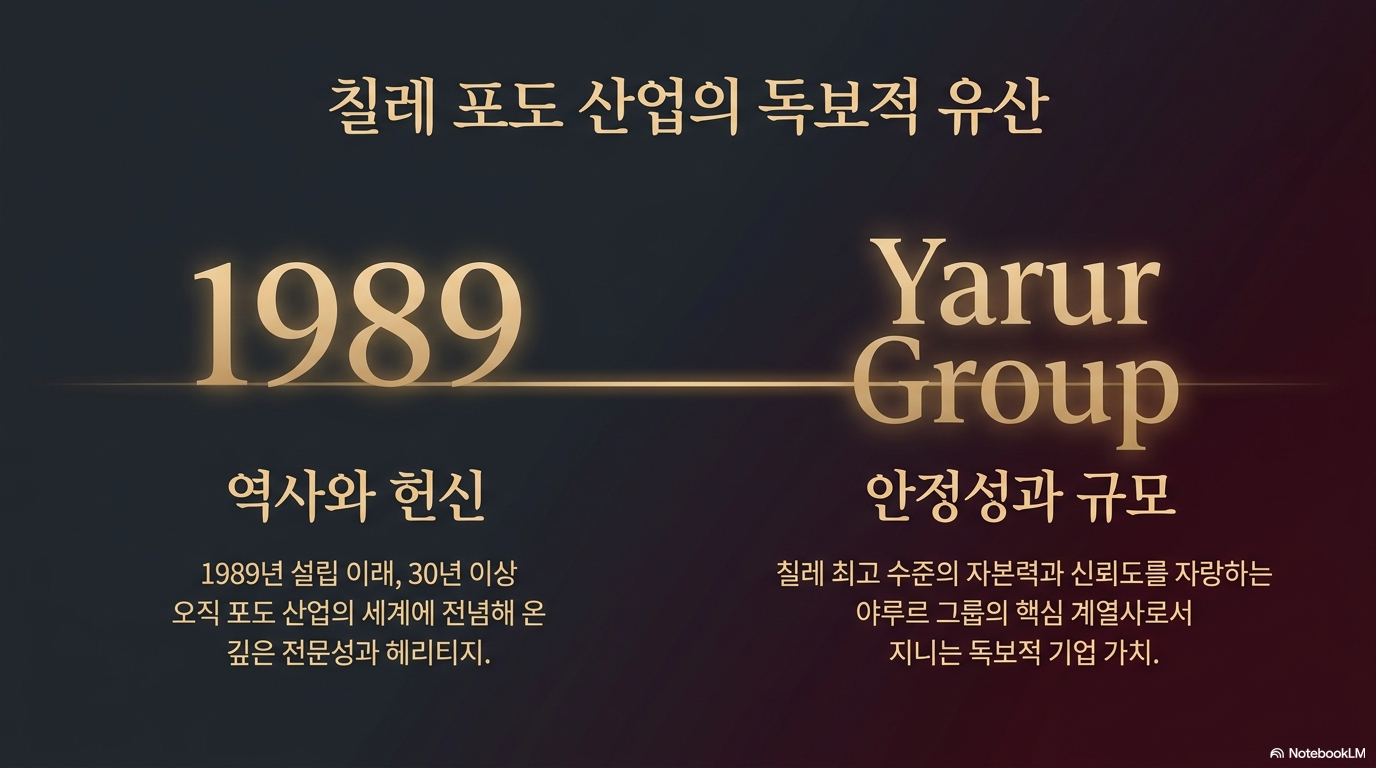 칠레 포도 산업의 독보적 유산
1989
역사와 헌신
1989년 설립 이래, 30년 이상
오직 포도 산업의 세계에 전념해 온
깊은 전문성과 헤리티지.
Yarur
Group
안정성과 규모
칠레 최고 수준의 자본력과 신뢰도를 자랑하는
야루르 그룹의 핵심 계열사로서
지니는 독보적 기업 가치.
NotebookLM